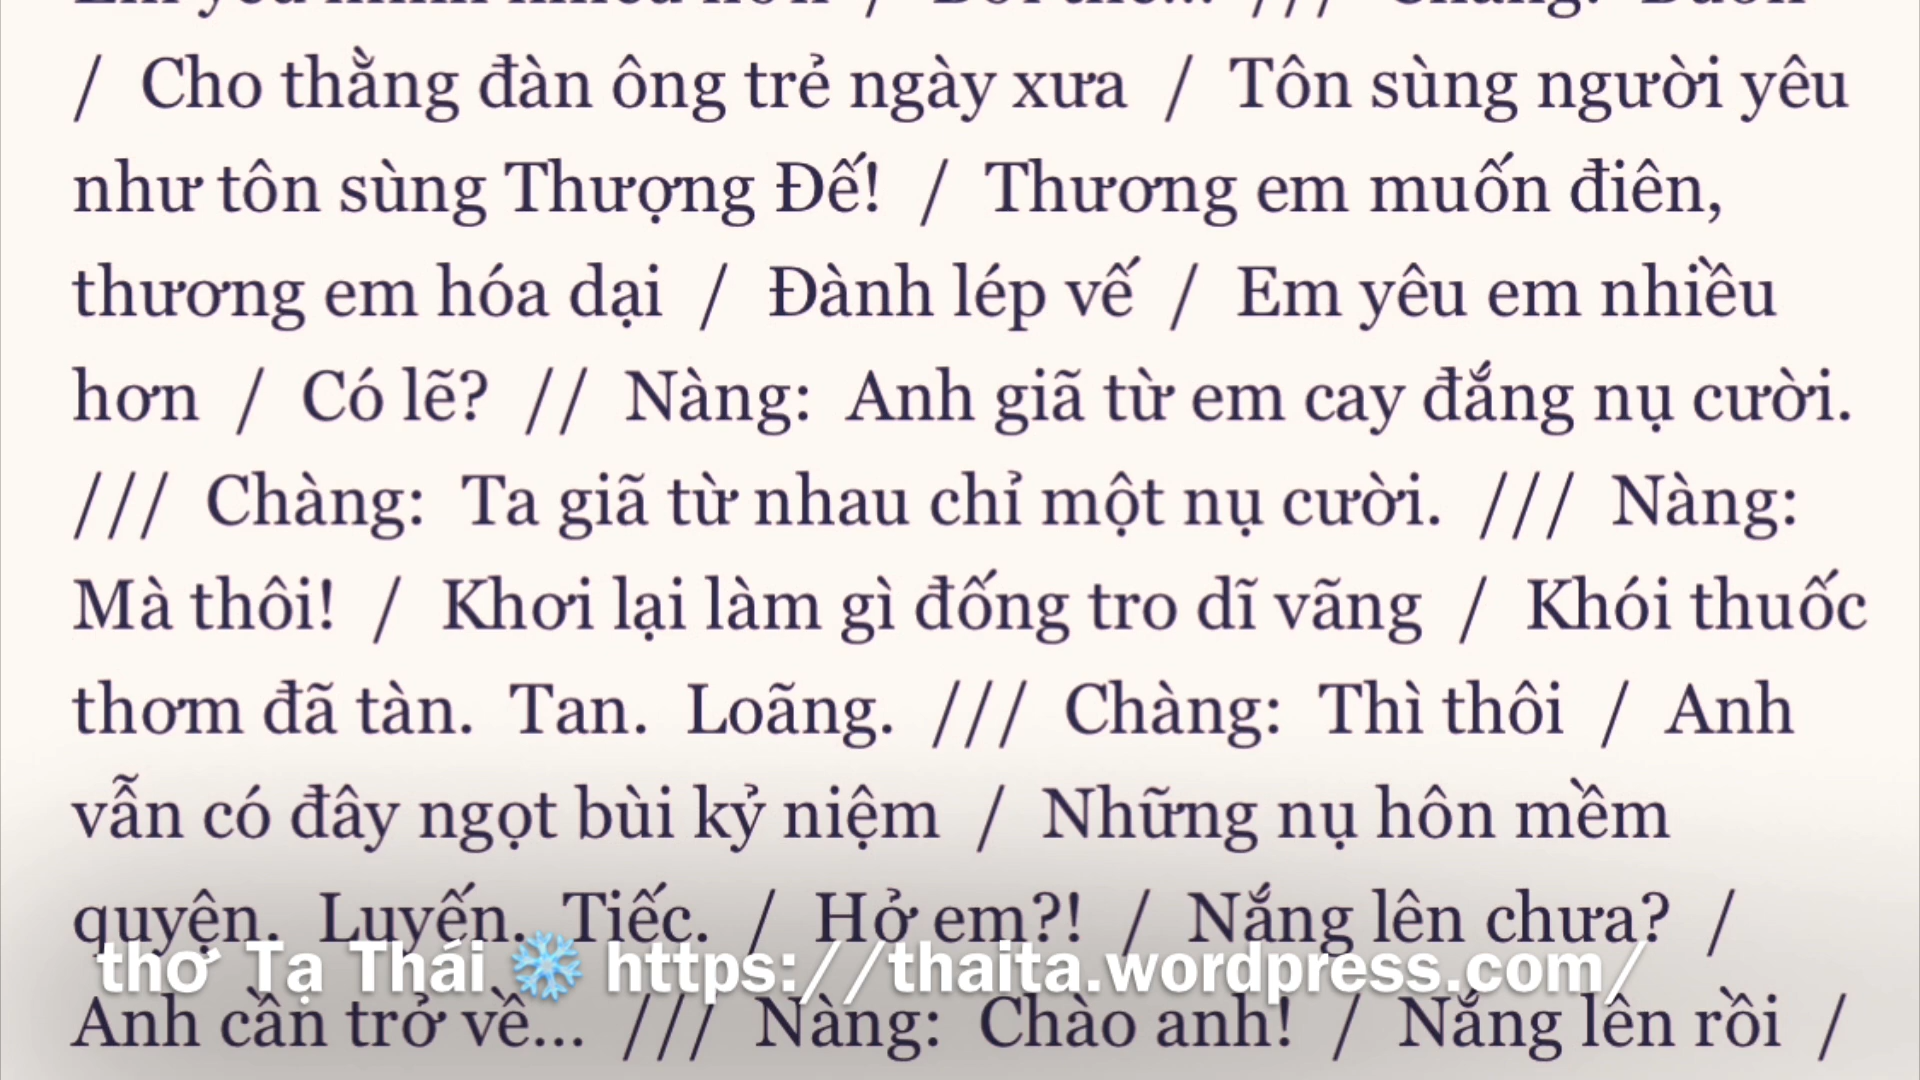 / Cho thằng đàn ông trẻ ngày xưa / Tôn sùng người yêu
như tôn sùng Thượng Đế! / Thương em muốn điên,
thương em hóa dại / Đành lép vế / Em yêu em nhiều
hơn / Có lẽ? // Nàng: Anh giã từ em cay đắng nụ cười.
/// Chàng: Ta giã từ nhau chỉ một nụ cười. /// Nàng:
Mà thôi! / Khơi lại làm gì đống tro dĩ vãng / Khói thuốc
thơm đã tàn. Tan. Loãng. /// Chàng: Thì thôi / Anh
vẫn có đây ngọt bùi kỷ niệm / Những nụ hôn mềm
quyện. Luyến. Tiếc. / Hở em?! / Nắng lên chưa? /
thơ Tạ Thái ❄️ https://thaita.wordpress.com/
Anh cần trở về... /// Nàng: Chào anh! / Nắng lên rồi /